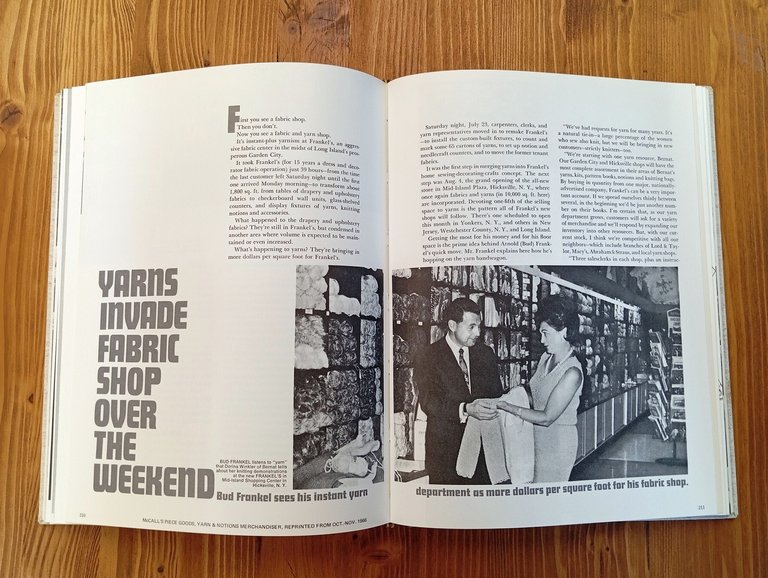 First you see a fabric shop.
Then you don't.
Now you see a fabric and yarn shop.
It's instant-plus yarnisms at Frankel's, an aggres-
sive fabric center in the midst of Long Island's pros-
perous Garden City.
It took Frankel's (for 15 years a dress and deco-
rator fabric operation) just 39 hours—from the time
the last customer left Saturday night until the first
one arrived Monday morning—to transform about
1,800 sq. ft. from tables of drapery and upholstery
fabrics to checkerboard wall units, glass-shelved
counters, and display fixtures of yarns, knitting
notions and accessories.
What happened to the drapery and upholstery
fabrics? They're still in Frankel's, but condensed in
another area where volume is expected to be main-
tained or even increased.
What's happening to yarns? They're bringing in
more dollars per square foot for Frankel's.
YARNS
INVADE
FABRIC
SHOP
OVER
THE
WEEKEND
BUD FRANKEL listens to "yarn"
that Dorina Winkler of Bernat tells
about her knitting demonstrations
at the new FRANKEL'S in
Mid-Island Shopping Center in
Hicksville, N. Y.
Bud Frankel sees his instant yarn
210
McCALL'S PIECE GOODS, YARN & NOTIONS MERCHANDISER, REPRINTED FROM OCT.-NOV. 1966
Saturday night, July 23, carpenters, clerks, and
yarn representatives moved in to remake Frankel's
—to install the custom-built fixtures, to count and
mark some 65 cartons of yarns, to set up notion and
needlecraft counters, and to move the former tenant
fabrics.
It was the first step in merging yarns into Frankel's
home sewing-decorating-crafts concept. The next
step was Aug. 4, the grand opening of the all-new
store in Mid-Island Plaza, Hicksville, N. Y., where
once again fabrics and yarns (in 10,000 sq. ft. here)
are incorporated. Devoting one-fifth of the selling
space to yarns is the pattern all of Frankel's new
shops will follow. There's one scheduled to open
this month in Yonkers, N. Y., and others in New
Jersey, Westchester County, N. Y., and Long Island.
Getting the most for his money and for his floor
space is the prime idea behind Arnold (Bud) Frank-
el's quick move. Mr. Frankel explains here how he's
hopping on the yarn bandwagon.
"We've had requests for yarn for many years. It's
a natural tie-in—a large percentage of the women
who sew also knit, but we will be bringing in new
customers—strictly knitters—too.
"We're starting with one yarn resource, Bernat.
Our Garden City and Hicksville shops will have the
most complete assortment in their areas of Bernat's
yarns, kits, pattern books, notions and knitting bags.
By buying in quantity from one major, nationally-
advertised company, Frankel's can be a very impor-
tant account. If we spend ourselves thinly between
several, in the beginning we'd be just another num-
ber on their books. I'm certain that, as our yarn
department grows, customers will ask for a variety
of merchandise and we'll respond by expanding our
inventory into other resources. But, with our cur-
rent stock, I think we're competitive with all our
neighbors—which include branches of Lord & Tay-
lor, Macy's, Abraham & Straus, and local yarn shops.
"Three salesclerks in each shop, plus an instruc-
department as more dollars per square foot for his fabric shop.
211